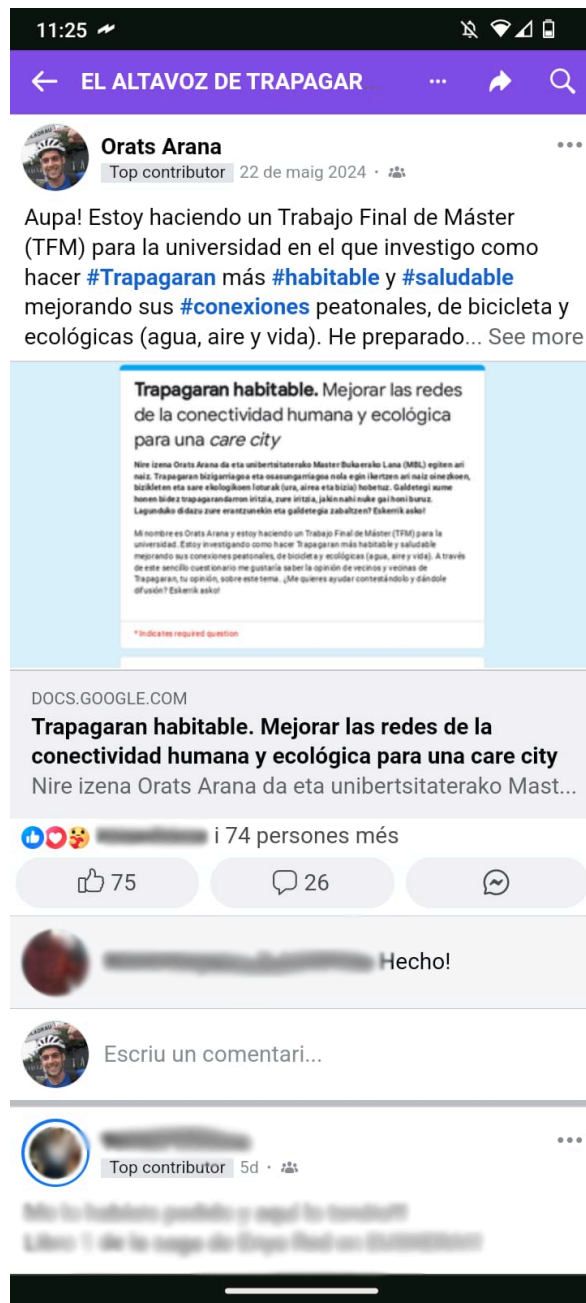 11:25
EL ALTAVOZ DE TRAPAGAR...
Orats Arana
Top contributor 22 de maig 2024
Aupa! Estoy haciendo un Trabajo Final de Máster
(TFM) para la universidad en el que investigo como
hacer #Trapagaran más #habitable y #saludable
mejorando sus #conexiones peatonales, de bicicleta y
ecológicas (agua, aire y vida). He preparado... See more
Trapagaran habitable. Mejorar las redes
de la conectividad humana y ecológica
para una care city
Nire izena Orats Arana da eta unibertsitaterako Master Bukaerako Lana (MBL) egiten ari
naiz. Trapagaran bizigarriagoa eta osasungarriagoa nola egin ikertzen ari naiz oinezkoen,
bizikleten eta sare ekologikoen loturak (ura, airea eta bizia) hobetuz. Galdetegi xume
honen bidez trapagarandarron iritzia, zure iritzia, jakin nahi nuke gai honi buruz.
Lagunduko didazu zure erantzunekin eta galdetegia zabaltzen? Eskerrik asko!
Mi nombre es Orats Arana y estoy haciendo un Trabajo Final de Máster (TFM) para la
universidad. Estoy investigando como hacer Trapagaran más habitable y saludable
mejorando sus conexiones peatonales, de bicicleta y ecológicas (agua, aire y vida). A través
de este sencillo cuestionario me gustaría saber la opinión de vecinos y vecinas de
Trapagaran, tu opinión, sobre este tema. ¿Me quieres ayudar contestándolo y dándole
difusión? Eskerrik asko!
* Indicates required question
DOCS.GOOGLE.COM
Trapagaran habitable. Mejorar las redes de la
conectividad humana y ecológica para una care city
Nire izena Orats Arana da eta unibertsitaterako Mast...
i 74 persones més
75
26
Hecho!
Escriu un comentari...
Top contributor 5d